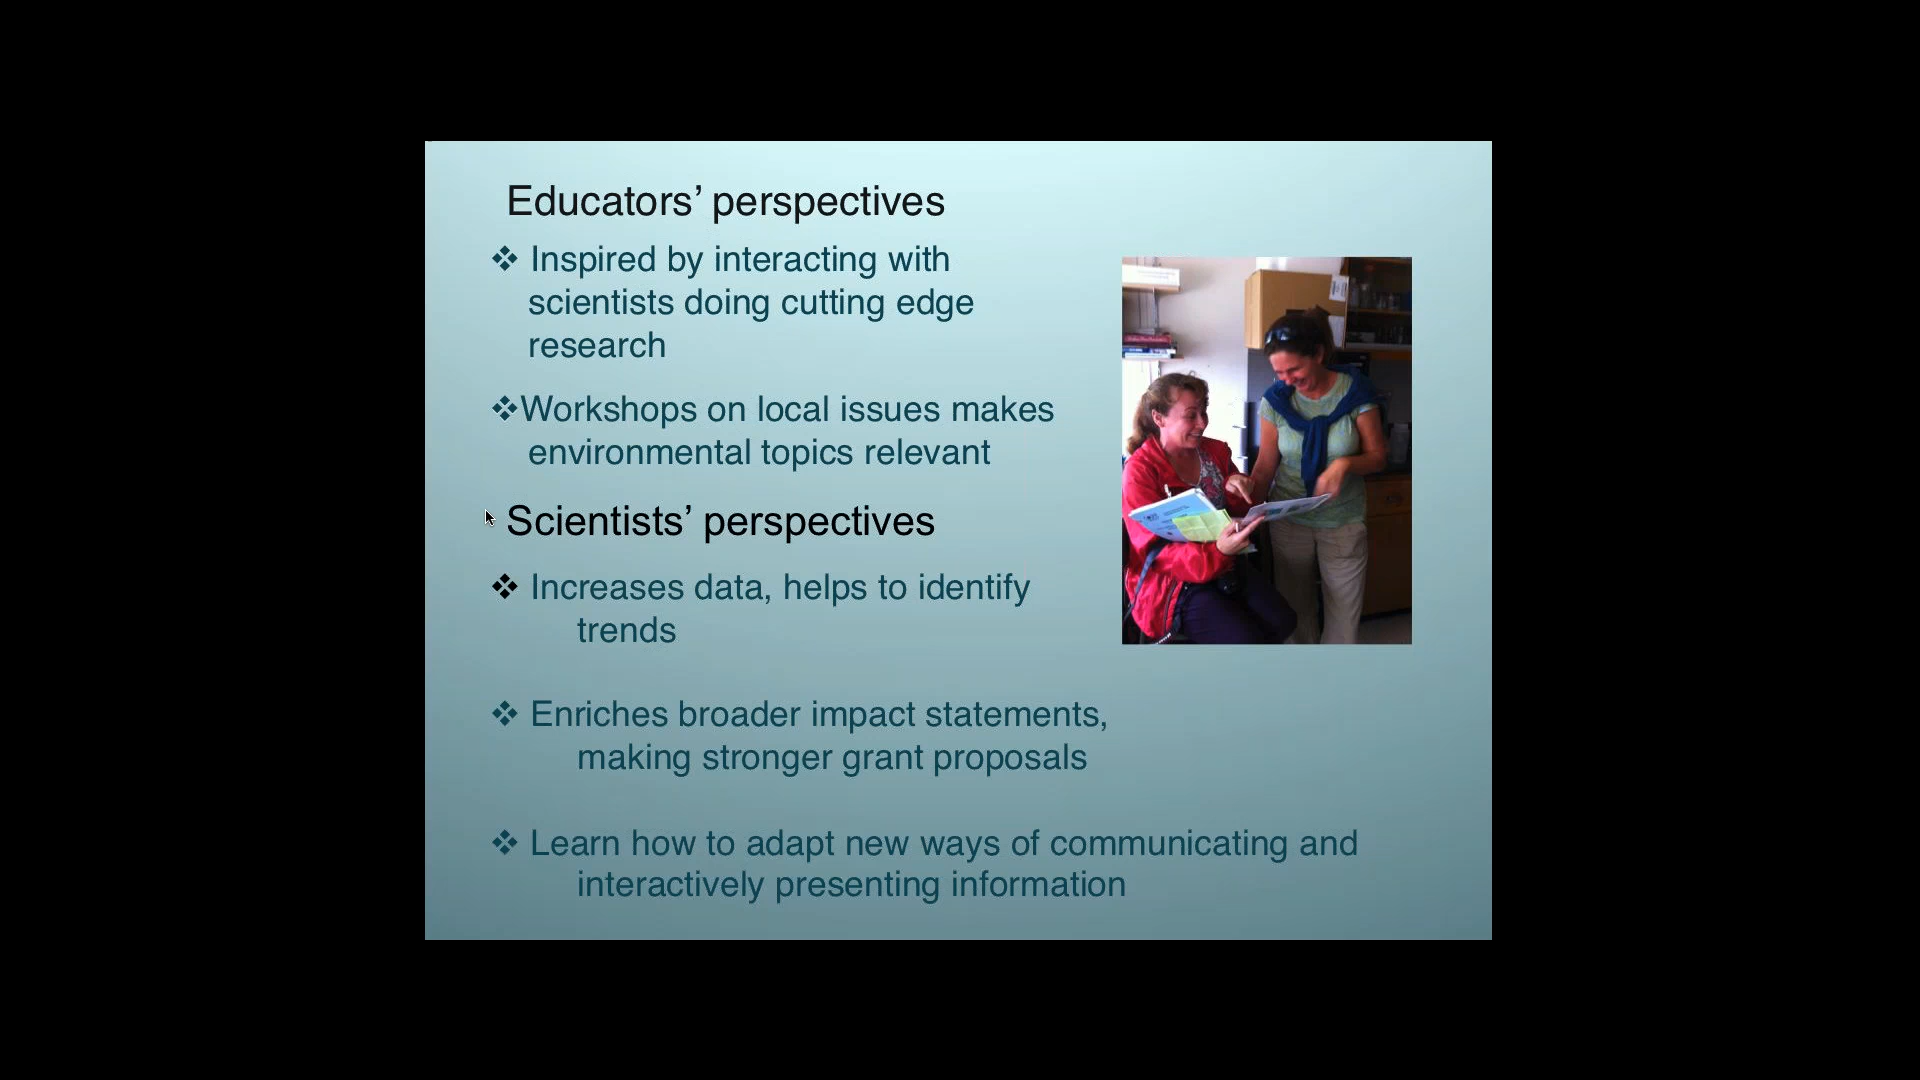 Educators’ perspectives
❖ Inspired by interacting with
scientists doing cutting edge
research
❖Workshops on local issues makes
environmental topics relevant
Scientists’ perspectives
❖ Increases data, helps to identify
trends
❖ Enriches broader impact statements,
making stronger grant proposals
❖ Learn how to adapt new ways of communicating and
interactively presenting information